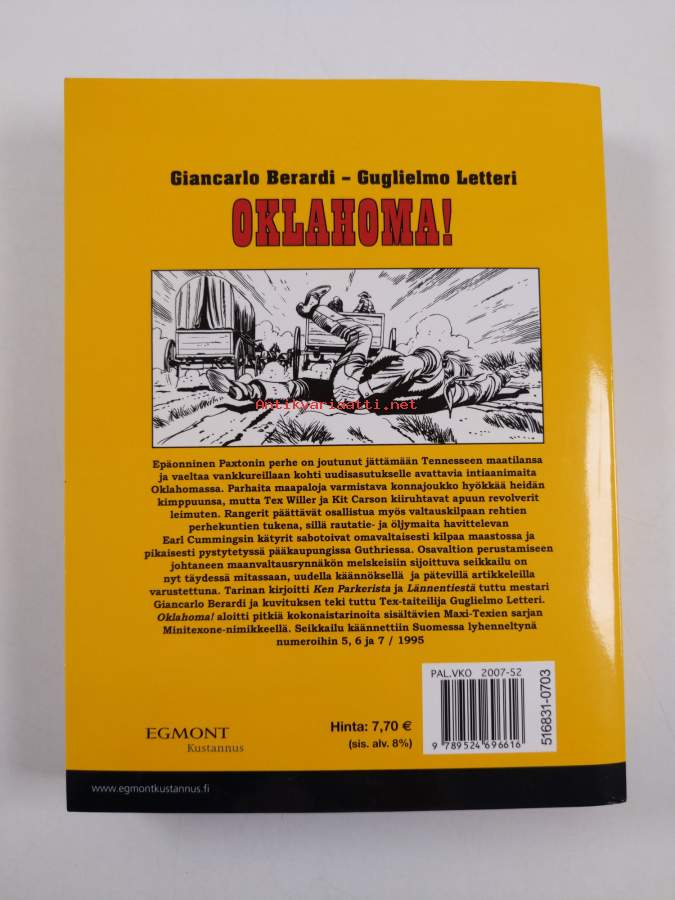 Giancarlo Berardi – Guglielmo Letteri
OKLAHOMA!
Antikvariaatti.net
Epäonninen Paxtonin perhe on joutunut jättämään Tennesseen maatilansa
ja vaeltaa vankkureillaan kohti uudisasutukselle avattavia intiaanimaita
Oklahomassa. Parhaita maapaloja varmistava konnajoukko hyökkää heidän
kimppuunsa, mutta Tex Willer ja Kit Carson kiiruhtavat apuun revolverit
leimuten. Rangerit päättävät osallistua myös valtauskilpaan rehtien
perhekuntien tukena, sillä rautatie- ja öljymaita havittelevan
Earl Cummingsin kätyrit sabotoivat omavaltaisesti kilpaa maastossa ja
pikaisesti pystytetyssä pääkaupungissa Guthriessa. Osavaltion perustamiseen
johtaneen maanvaltausrynnäkön melskeisiin sijoittuva seikkailu on
nyt täydessä mitassaan, uudella käännöksellä ja pätevillä artikkeleilla
varustettuna. Tarinan kirjoitti Ken Parkerista ja Lännentiestä tuttu mestari
Giancarlo Berardi ja kuvituksen teki tuttu Tex-taiteilija Guglielmo Letteri.
Oklahoma! aloitti pitkiä kokonaistarinoita sisältävien Maxi-Texien sarjan
Minitexone-nimikkeellä. Seikkailu käännettiin Suomessa lyhenneltynä
numeroihin 5, 6 ja 7 / 1995
PAL.VKO 2007-52
516831-0703
9 789524 696616
Hinta: 7,70 €
(sis. alv. 8%)
EGMONT
Kustannus
www.egmontkustannus.fi